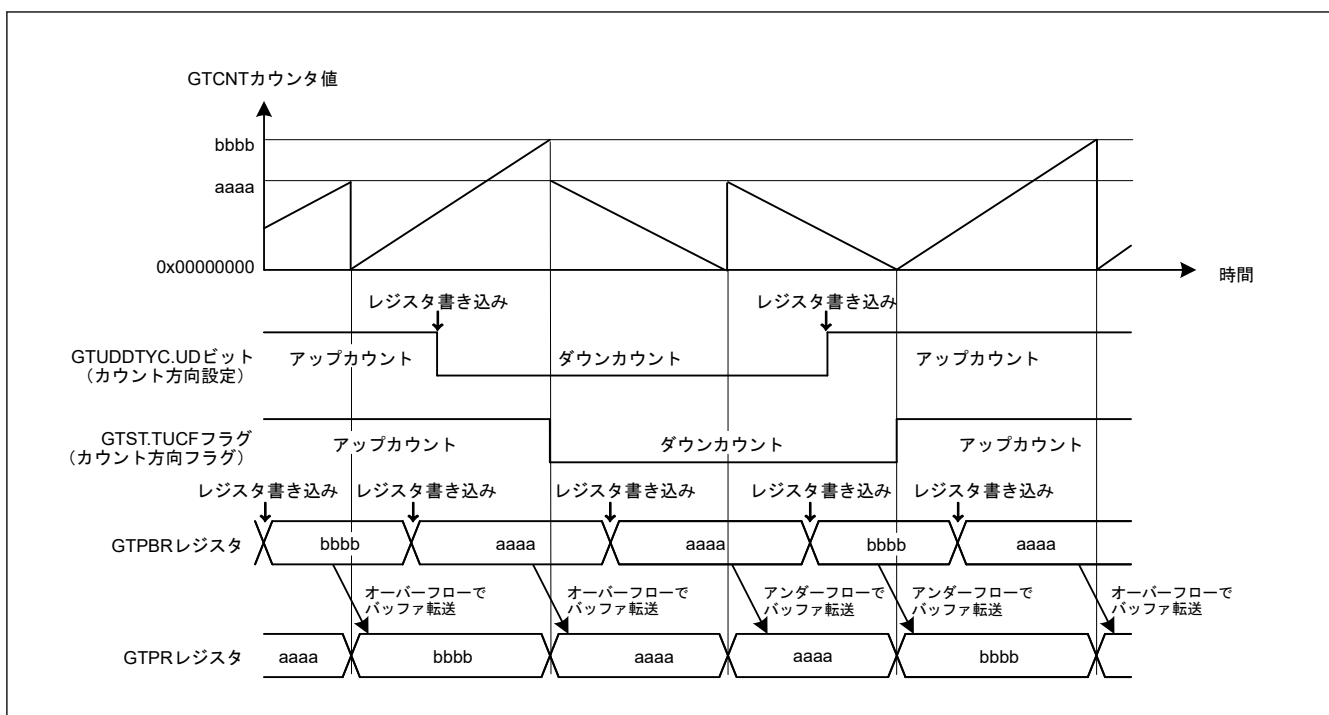 GTCNTカウンタ値
bbbb
aaaa
0x00000000
時間
レジスタ書き込み
レジスタ書き込み
GTUDDTYC.UDビット
（カウント方向設定）
アップカウント
ダウンカウント
アップカウント
GTST.TUCFフラグ
（カウント方向フラグ）
アップカウント
ダウンカウント
アップカウント
レジスタ書き込み
レジスタ書き込み
レジスタ書き込み
レジスタ書き込み
レジスタ書き込み
GTPBRレジスタ
bbbb
aaaa
aaaa
bbbb
aaaa
オーバーフローで
バッファ転送
オーバーフローで
バッファ転送
アンダーフローで
バッファ転送
アンダーフローで
バッファ転送
オーバーフローで
バッファ転送
GTPRレジスタ
aaaa
bbbb
aaaa
aaaa
bbbb